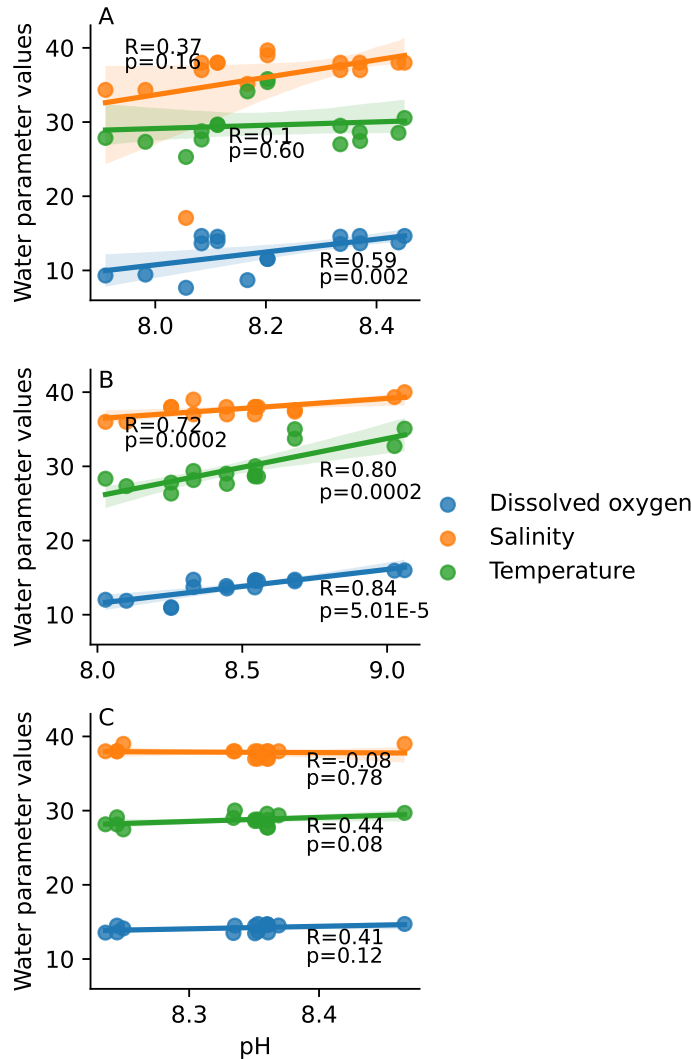 A
Water parameter values
40
30
20
10
R=0.37
p=0.16
R=0.1
p=0.60
R=0.59
p=0.002
8.0
8.2
8.4
B
Water parameter values
40
30
20
10
R=0.72
p=0.0002
R=0.80
p=0.0002
R=0.84
p=5.01E-5
8.0
8.5
9.0
Dissolved oxygen
Salinity
Temperature
C
Water parameter values
40
30
20
10
R=-0.08
p=0.78
R=0.44
p=0.08
R=0.41
p=0.12
8.3
8.4
pH